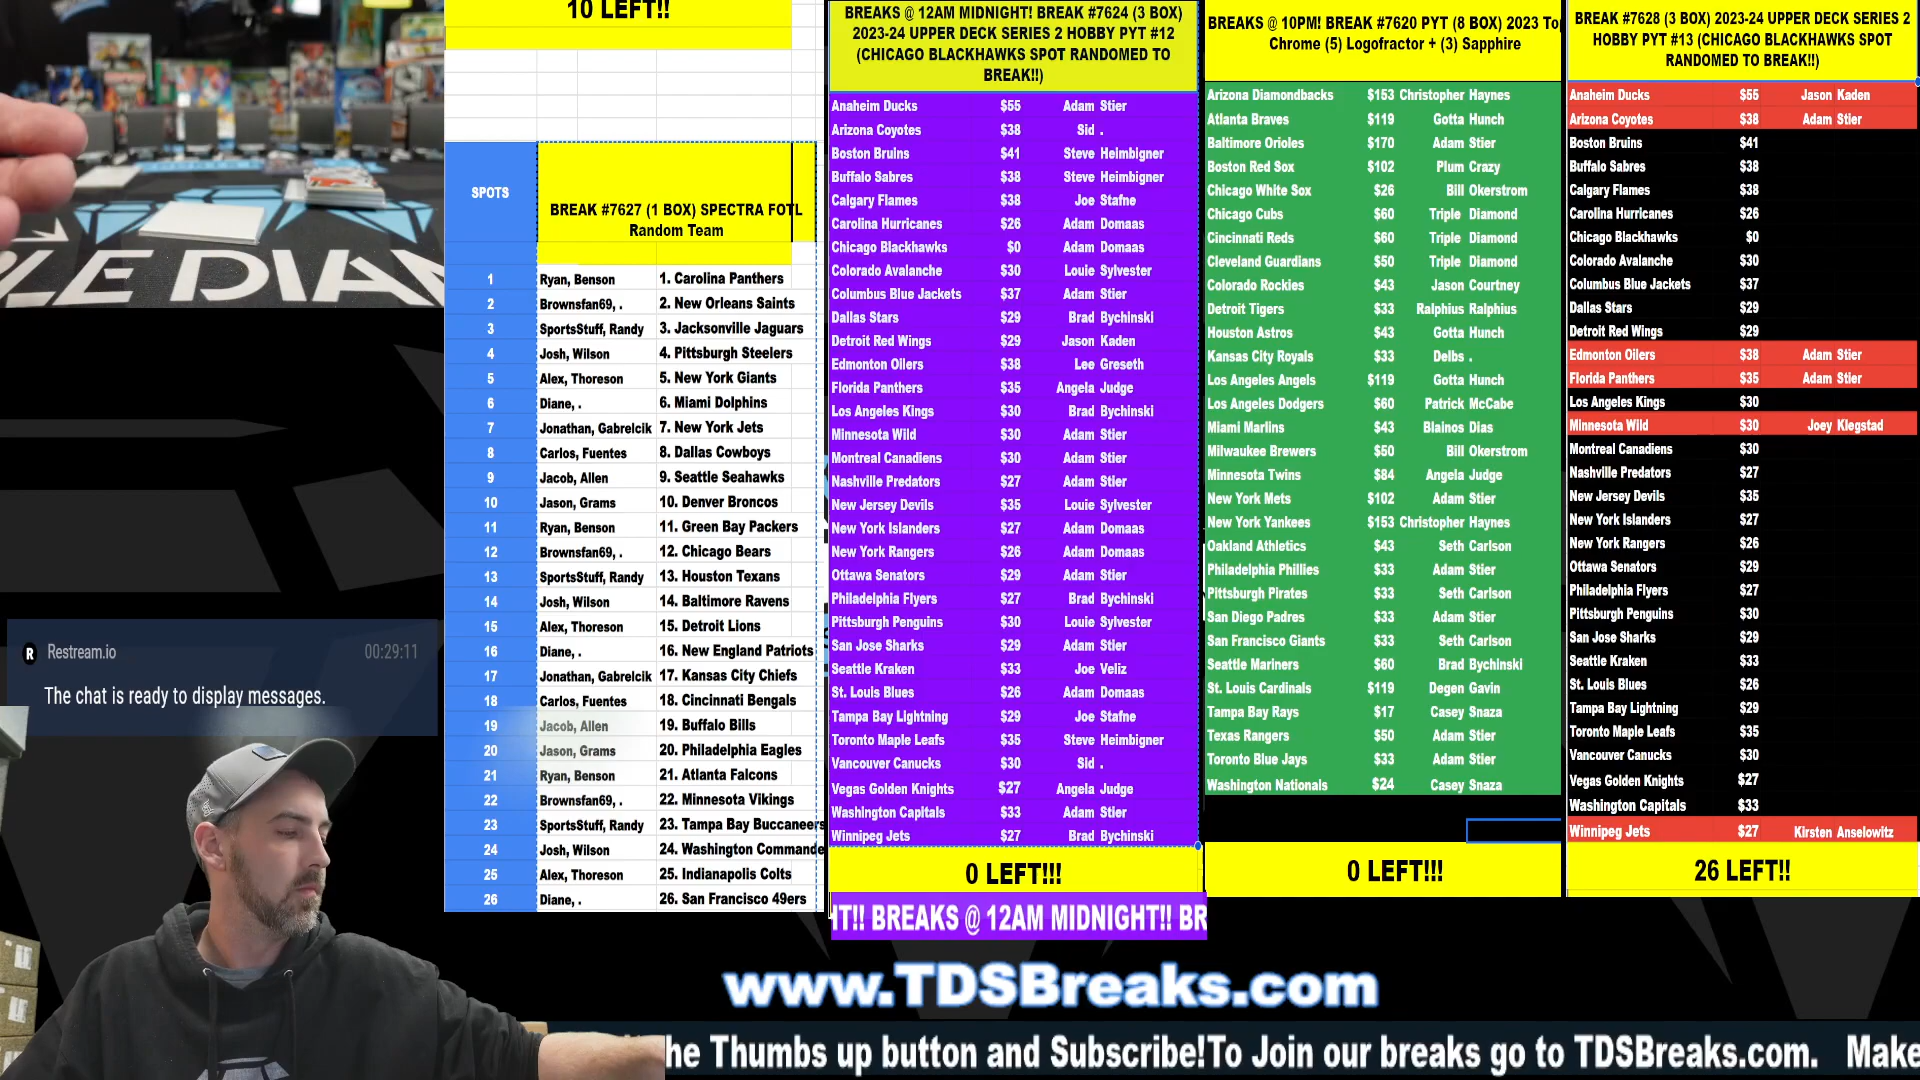 10 LEFT!!
SPOTS
BREAK #7627 (1 BOX) SPECTRA FOTL
Random Team
1 Ryan, Benson 1. Carolina Panthers
2 Brownsfan69, . 2. New Orleans Saints
3 SportsStuff, Randy 3. Jacksonville Jaguars
4 Josh, Wilson 4. Pittsburgh Steelers
5 Alex, Thoreson 5. New York Giants
6 Diane, . 6. Miami Dolphins
7 Jonathan, Gabrelcik 7. New York Jets
8 Carlos, Fuentes 8. Dallas Cowboys
9 Jacob, Allen 9. Seattle Seahawks
10 Jason, Grams 10. Denver Broncos
11 Ryan, Benson 11. Green Bay Packers
12 Brownsfan69, . 12. Chicago Bears
13 SportsStuff, Randy 13. Houston Texans
14 Josh, Wilson 14. Baltimore Ravens
15 Alex, Thoreson 15. Detroit Lions
16 Diane, . 16. New England Patriots
17 Jonathan, Gabrelcik 17. Kansas City Chiefs
18 Carlos, Fuentes 18. Cincinnati Bengals
19 Jacob, Allen 19. Buffalo Bills
20 Jason, Grams 20. Philadelphia Eagles
21 Ryan, Benson 21. Atlanta Falcons
22 Brownsfan69, . 22. Minnesota Vikings
23 SportsStuff, Randy 23. Tampa Bay Buccaneers
24 Josh, Wilson 24. Washington Commande
25 Alex, Thoreson 25. Indianapolis Colts
26 Diane, . 26. San Francisco 49ers
BREAKS @ 12AM MIDNIGHT! BREAK #7624 (3 BOX)
2023-24 UPPER DECK SERIES 2 HOBBY PYT #12
(CHICAGO BLACKHAWKS SPOT RANDOMED TO
BREAK!!)
Anaheim Ducks $55 Adam Stier
Arizona Coyotes $38 Sid .
Boston Bruins $41 Steve Heimbigner
Buffalo Sabres $38 Steve Heimbigner
Calgary Flames $38 Joe Stafne
Carolina Hurricanes $26 Adam Domaas
Chicago Blackhawks $0 Adam Domaas
Colorado Avalanche $30 Louie Sylvester
Columbus Blue Jackets $37 Adam Stier
Dallas Stars $29 Brad Bychinski
Detroit Red Wings $29 Jason Kaden
Edmonton Oilers $38 Lee Greseth
Florida Panthers $35 Angela Judge
Los Angeles Kings $30 Brad Bychinski
Minnesota Wild $30 Adam Stier
Montreal Canadiens $30 Adam Stier
Nashville Predators $27 Adam Stier
New Jersey Devils $35 Louie Sylvester
New York Islanders $27 Adam Domaas
New York Rangers $26 Adam Domaas
Ottawa Senators $29 Adam Stier
Philadelphia Flyers $27 Brad Bychinski
Pittsburgh Penguins $30 Louie Sylvester
San Jose Sharks $29 Adam Stier
Seattle Kraken $33 Joe Veliz
St. Louis Blues $26 Adam Domaas
Tampa Bay Lightning $29 Joe Stafne
Toronto Maple Leafs $35 Steve Heimbigner
Vancouver Canucks $30 Sid .
Vegas Golden Knights $27 Angela Judge
Washington Capitals $33 Adam Stier
Winnipeg Jets $27 Brad Bychinski
0 LEFT!!!
HT!! BREAKS @ 12AM MIDNIGHT!! BR
BREAKS @ 10PM! BREAK #7620 PYT (8 BOX) 2023 Top
Chrome (5) Logofractor + (3) Sapphire
Arizona Diamondbacks $153 Christopher Haynes
Atlanta Braves $119 Gotta Hunch
Baltimore Orioles $170 Adam Stier
Boston Red Sox $102 Plum Crazy
Chicago White Sox $26 Bill Okerstrom
Chicago Cubs $60 Triple Diamond
Cincinnati Reds $60 Triple Diamond
Cleveland Guardians $50 Triple Diamond
Colorado Rockies $43 Jason Courtney
Detroit Tigers $33 Ralphius Ralphius
Houston Astros $43 Gotta Hunch
Kansas City Royals $33 Delbs .
Los Angeles Angels $119 Gotta Hunch
Los Angeles Dodgers $60 Patrick McCabe
Miami Marlins $43 Blainos Dias
Milwaukee Brewers $50 Bill Okerstrom
Minnesota Twins $84 Angela Judge
New York Mets $102 Adam Stier
New York Yankees $153 Christopher Haynes
Oakland Athletics $43 Seth Carlson
Philadelphia Phillies $33 Adam Stier
Pittsburgh Pirates $33 Seth Carlson
San Diego Padres $33 Adam Stier
San Francisco Giants $33 Seth Carlson
Seattle Mariners $60 Brad Bychinski
St. Louis Cardinals $119 Degen Gavin
Tampa Bay Rays $17 Casey Snaza
Texas Rangers $50 Adam Stier
Toronto Blue Jays $33 Adam Stier
Washington Nationals $24 Casey Snaza
0 LEFT!!!
BREAK #7628 (3 BOX) 2023-24 UPPER DECK SERIES 2
HOBBY PYT #13 (CHICAGO BLACKHAWKS SPOT
RANDOMED TO BREAK!!)
Anaheim Ducks $55 Jason Kaden
Arizona Coyotes $38 Adam Stier
Boston Bruins $41
Buffalo Sabres $38
Calgary Flames $38
Carolina Hurricanes $26
Chicago Blackhawks $0
Colorado Avalanche $30
Columbus Blue Jackets $37
Dallas Stars $29
Detroit Red Wings $29
Edmonton Oilers $38 Adam Stier
Florida Panthers $35 Adam Stier
Los Angeles Kings $30
Minnesota Wild $30 Joey Klegstad
Montreal Canadiens $30
Nashville Predators $27
New Jersey Devils $35
New York Islanders $27
New York Rangers $26
Ottawa Senators $29
Philadelphia Flyers $27
Pittsburgh Penguins $30
San Jose Sharks $29
Seattle Kraken $33
St. Louis Blues $26
Tampa Bay Lightning $29
Toronto Maple Leafs $35
Vancouver Canucks $30
Vegas Golden Knights $27
Washington Capitals $33
Winnipeg Jets $27 Kirsten Anselowitz
26 LEFT!!
PLE DIAM
R Restream.io 00:29:11
The chat is ready to display messages.
www.TDSBreaks.com
he Thumbs up button and Subscribe!To Join our breaks go to TDSBreaks.com. Make